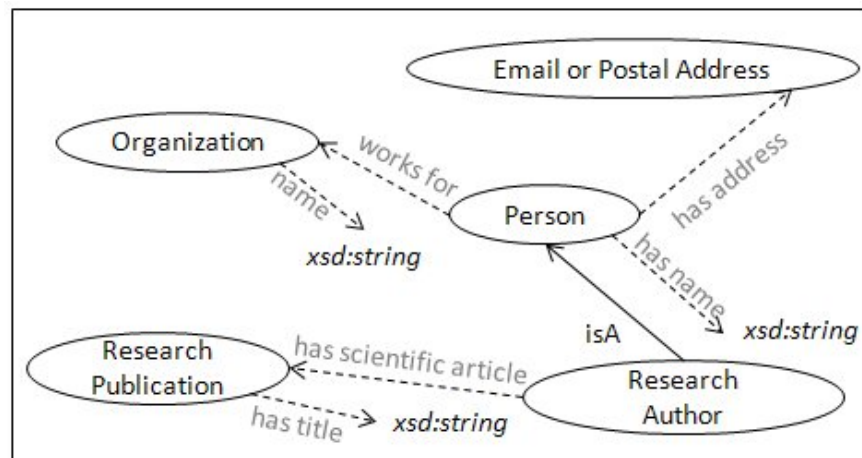 Email or Postal Address
Organization
works for
name
has address
Person
xsd:string
has name
isA
xsd:string
Research
Publication
has scientific article
Research
Author
has title
xsd:string